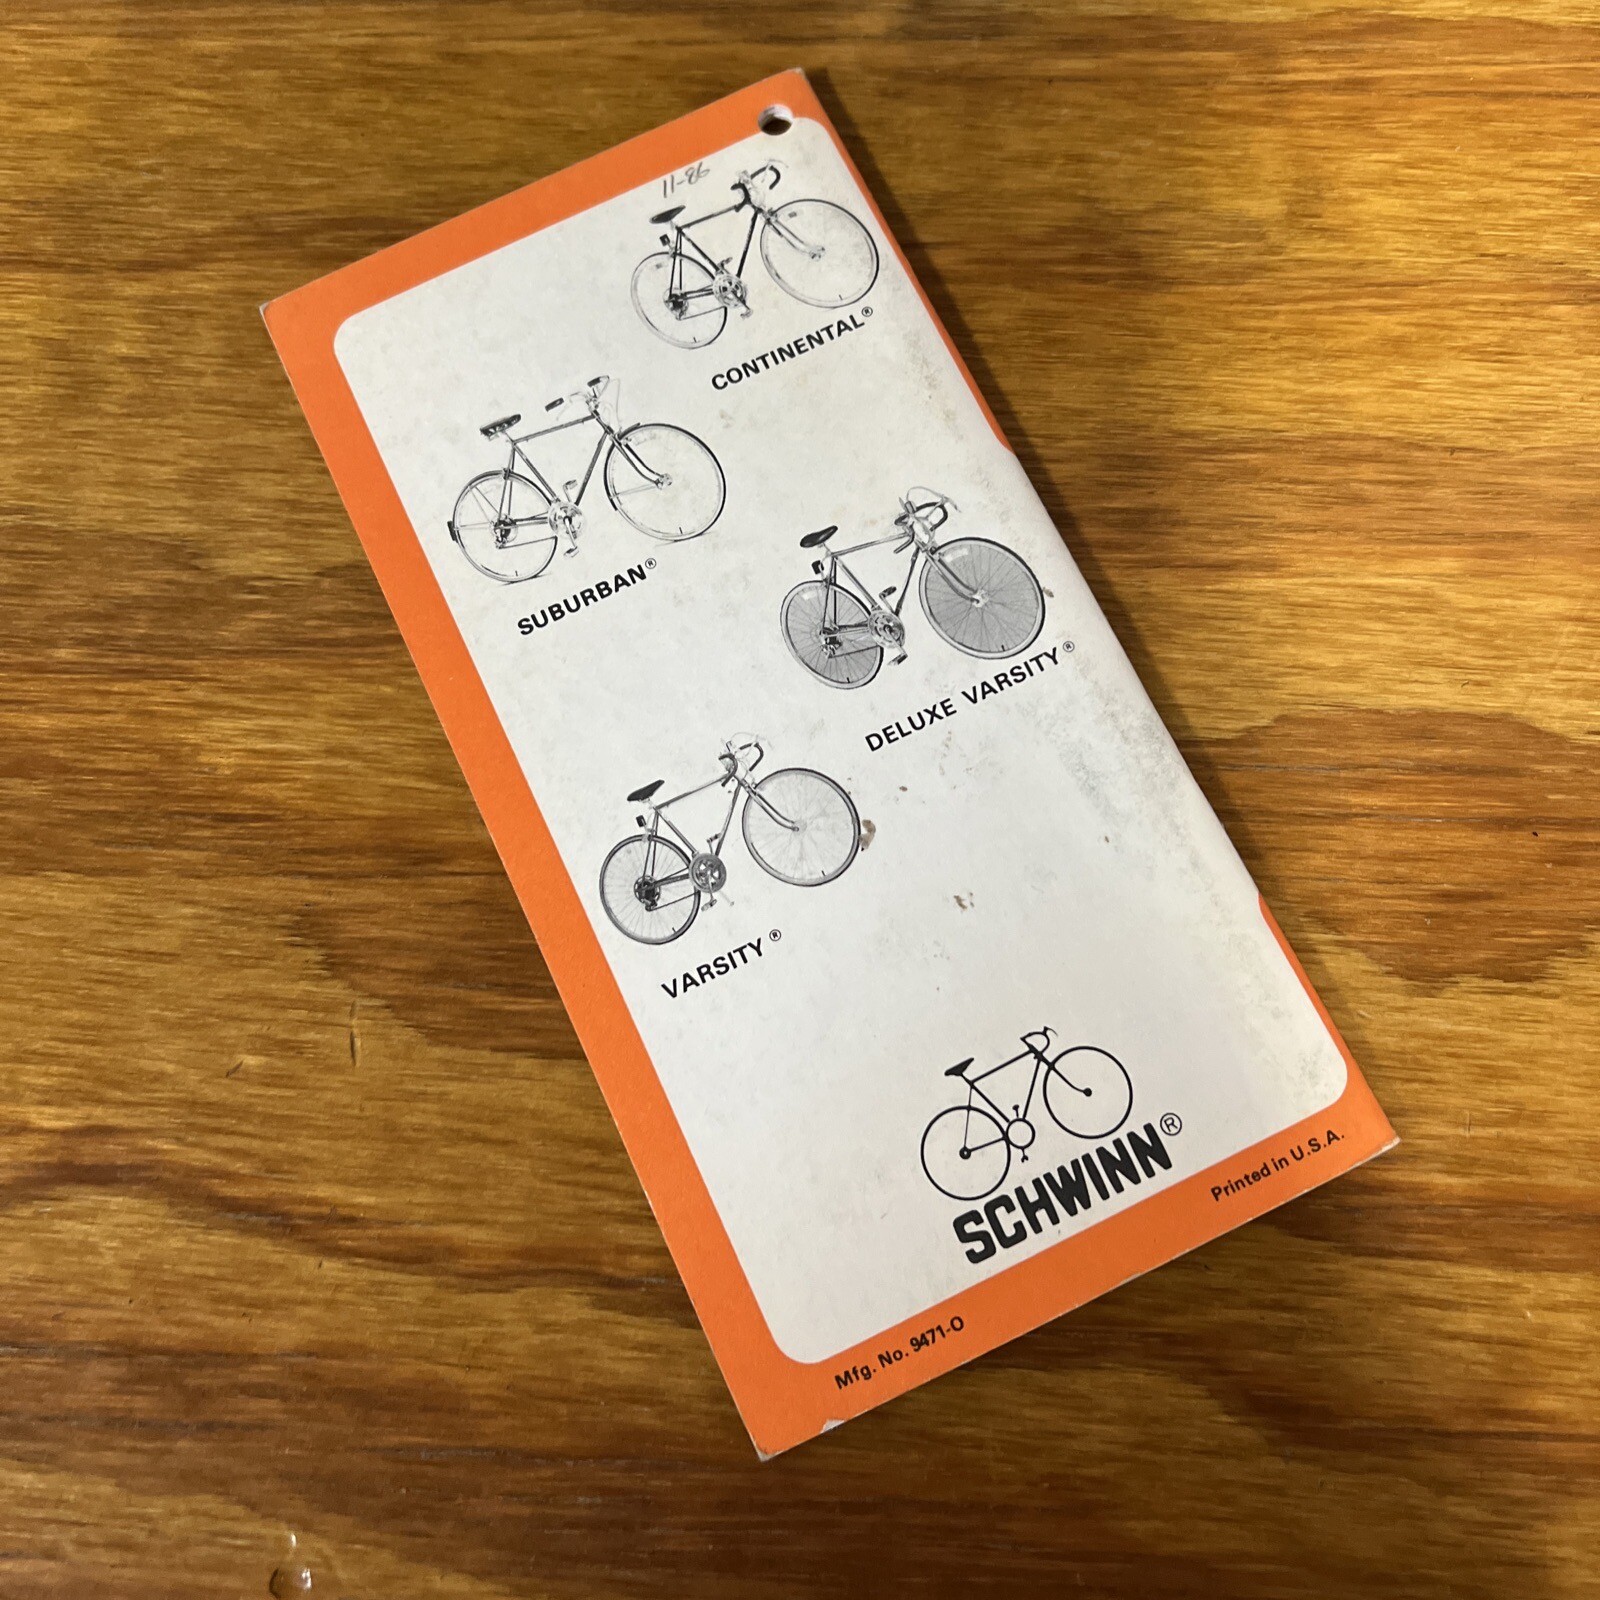 11-86
CONTINENTAL®
SUBURBAN®
DELUXE VARSITY®
VARSITY®
SCHWINN®
Printed in U.S.A.
Mfg. No. 9471-O